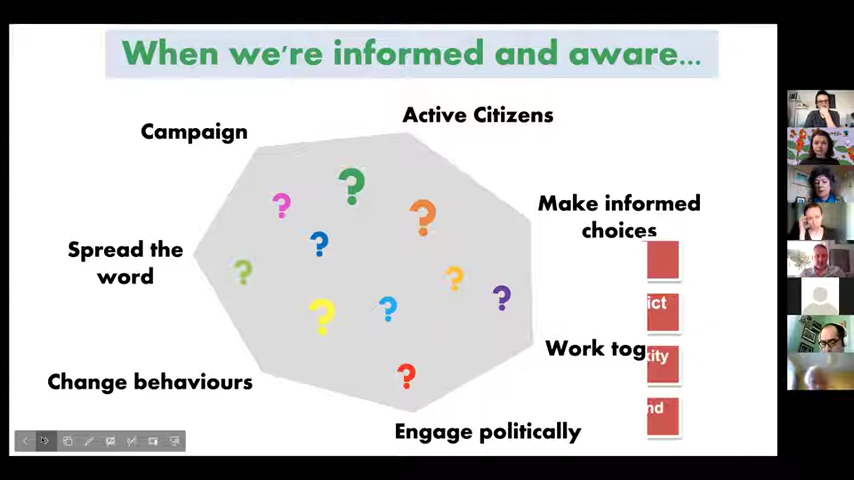 When we're informed and aware...
Active Citizens
Campaign
Make informed
choices
Spread the
word
Work tog
Change behaviours
Engage politically
? ? ? ? ? ? ? ? ? ?